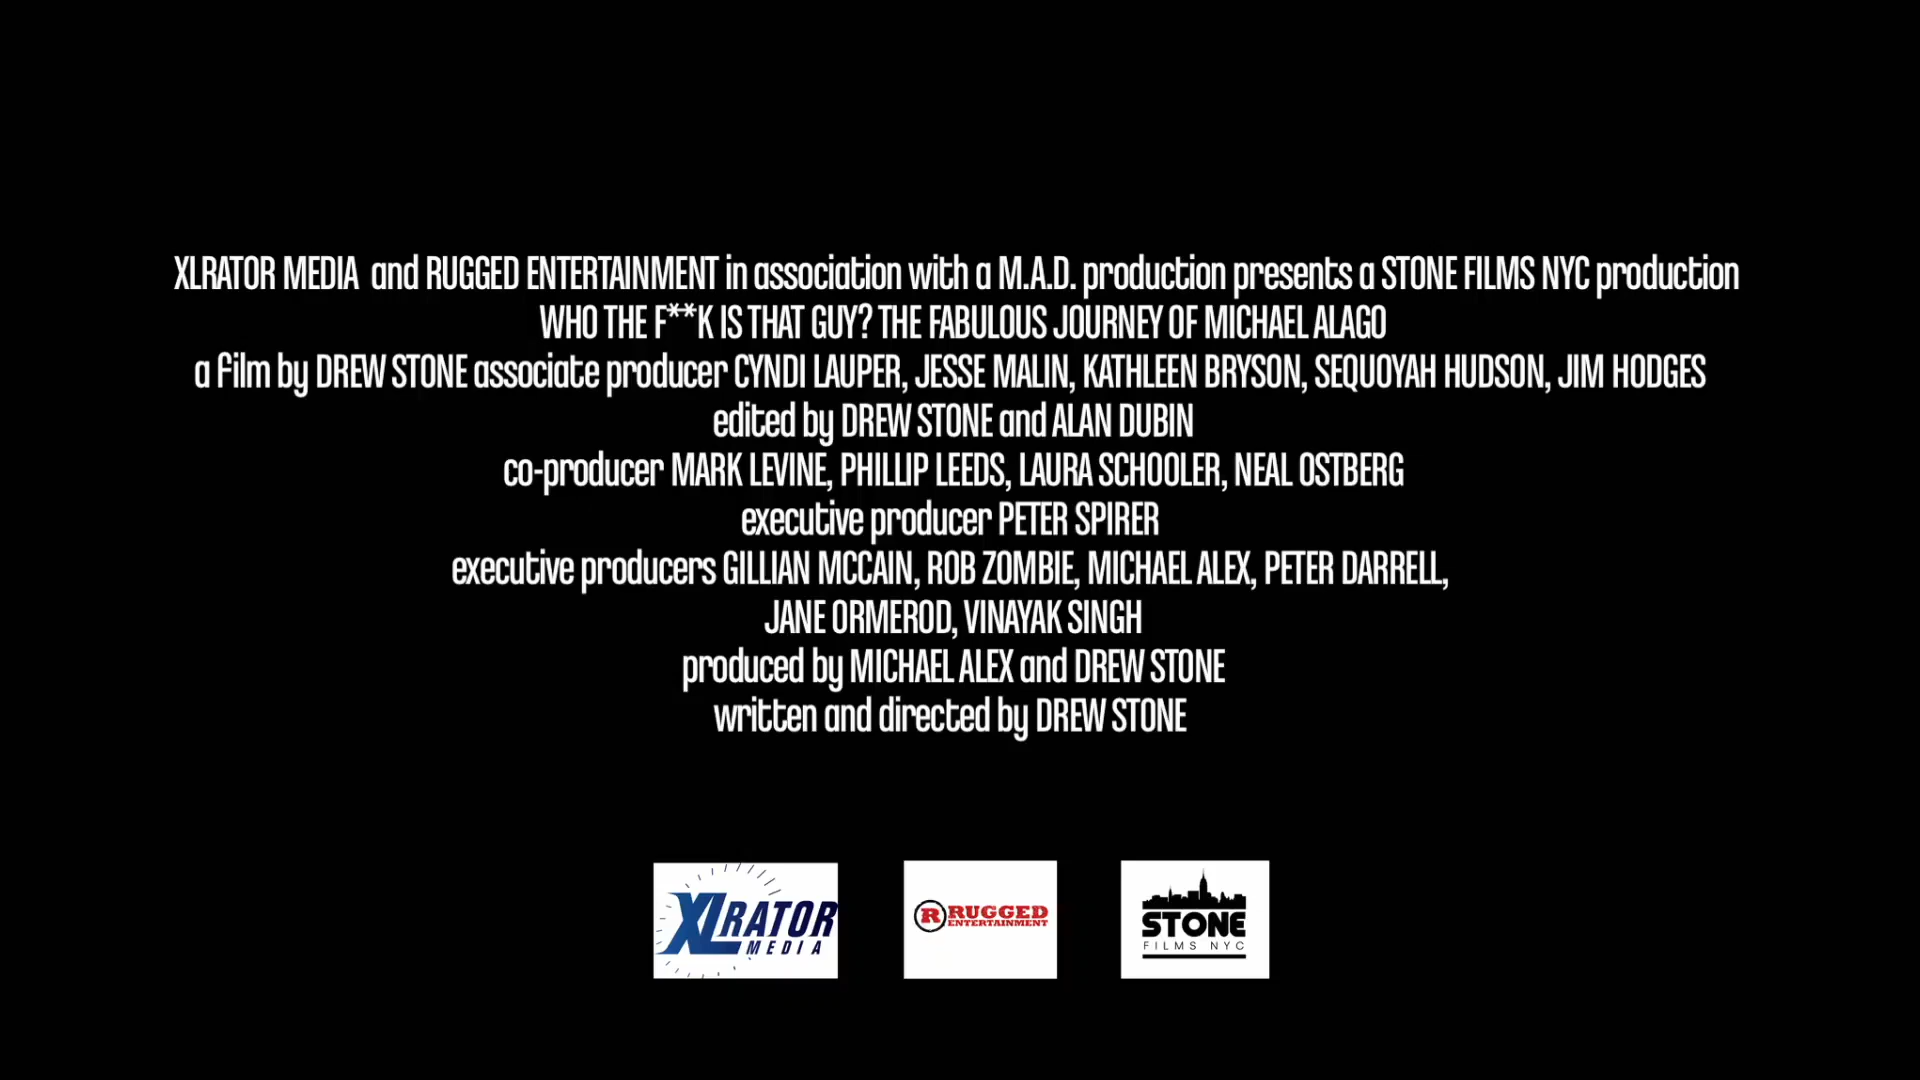 XLRATOR MEDIA and RUGGED ENTERTAINMENT in association with a M.A.D. production presents a STONE FILMS NYC production
WHO THE F**K IS THAT GUY? THE FABULOUS JOURNEY OF MICHAEL ALAGO
a film by DREW STONE associate producer CYNDI LAUPER, JESSE MALIN, KATHLEEN BRYSON, SEQUOYAH HUDSON, JIM HODGES
edited by DREW STONE and ALAN DUBIN
co-producer MARK LEVINE, PHILLIP LEEDS, LAURA SCHOOLER, NEAL OSTBERG
executive producer PETER SPIRER
executive producers GILLIAN MCCAIN, ROB ZOMBIE, MICHAEL ALEX, PETER DARRELL,
JANE ORMEROD, VINAYAK SINGH
produced by MICHAEL ALEX and DREW STONE
written and directed by DREW STONE
XLRATOR
MEDIA
R RUGGED
ENTERTAINMENT
STONE
FILMS NYC